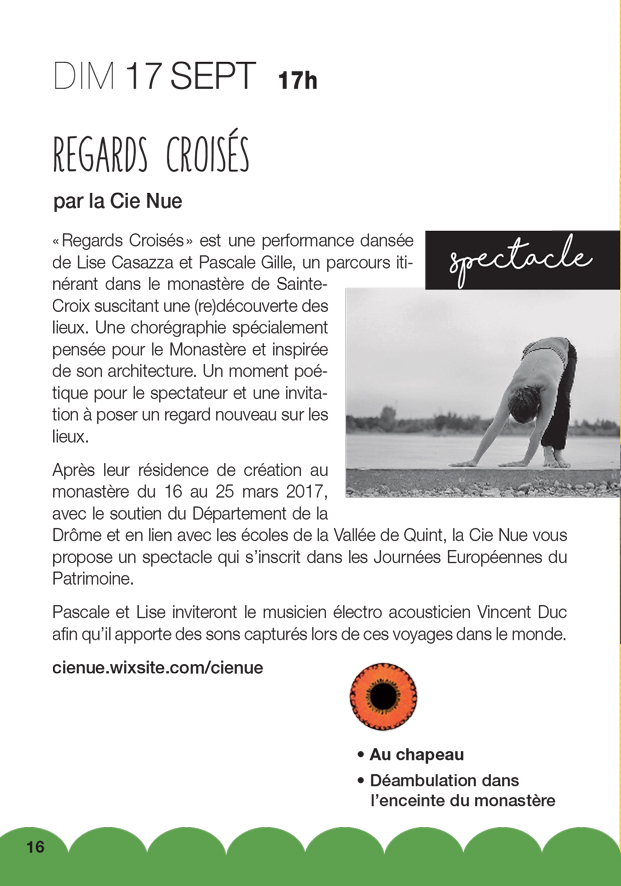 DIM 17 SEPT 17h
REGARDS CROISÉS
par la Cie Nue
« Regards Croisés » est une performance dansée
de Lise Casazza et Pascale Gille, un parcours iti-
nérant dans le monastère de Sainte-
Croix suscitant une (re)découverte des
lieux. Une chorégraphie spécialement
pensée pour le Monastère et inspirée
de son architecture. Un moment poé-
tique pour le spectateur et une invita-
tion à poser un regard nouveau sur les
lieux.
spectacle
Après leur résidence de création au
monastère du 16 au 25 mars 2017,
avec le soutien du Département de la
Drôme et en lien avec les écoles de la Vallée de Quint, la Cie Nue vous
propose un spectacle qui s'inscrit dans les Journées Européennes du
Patrimoine.
Pascale et Lise inviteront le musicien électro acousticien Vincent Duc
afin qu'il apporte des sons capturés lors de ces voyages dans le monde.
cienue.wixsite.com/cienue
• Au chapeau
• Déambulation dans
l'enceinte du monastère
16